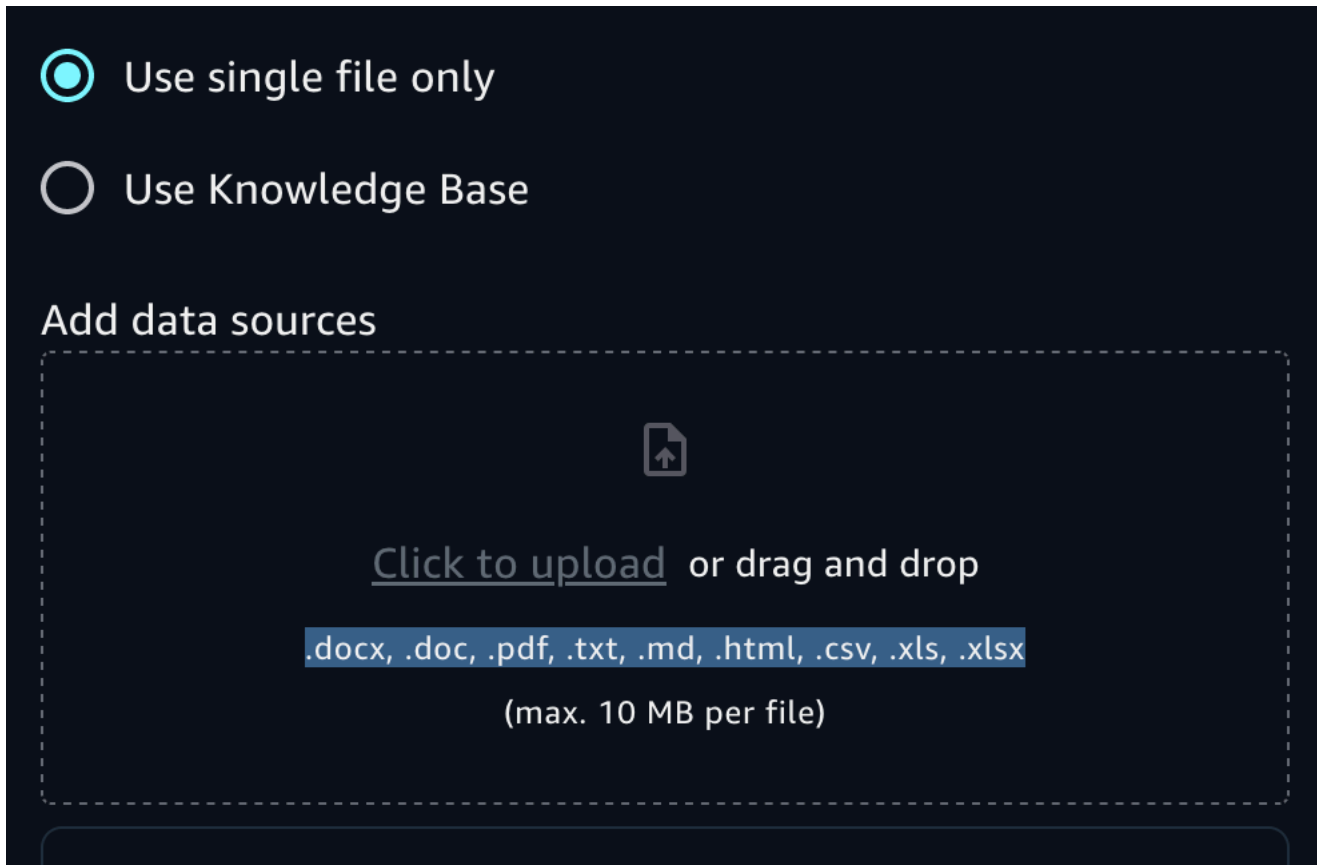 Use single file only
Use Knowledge Base
Add data sources
Click to upload or drag and drop
.docx, .doc, .pdf, .txt, .md, .html, .csv, .xls, .xlsx
(max. 10 MB per file)